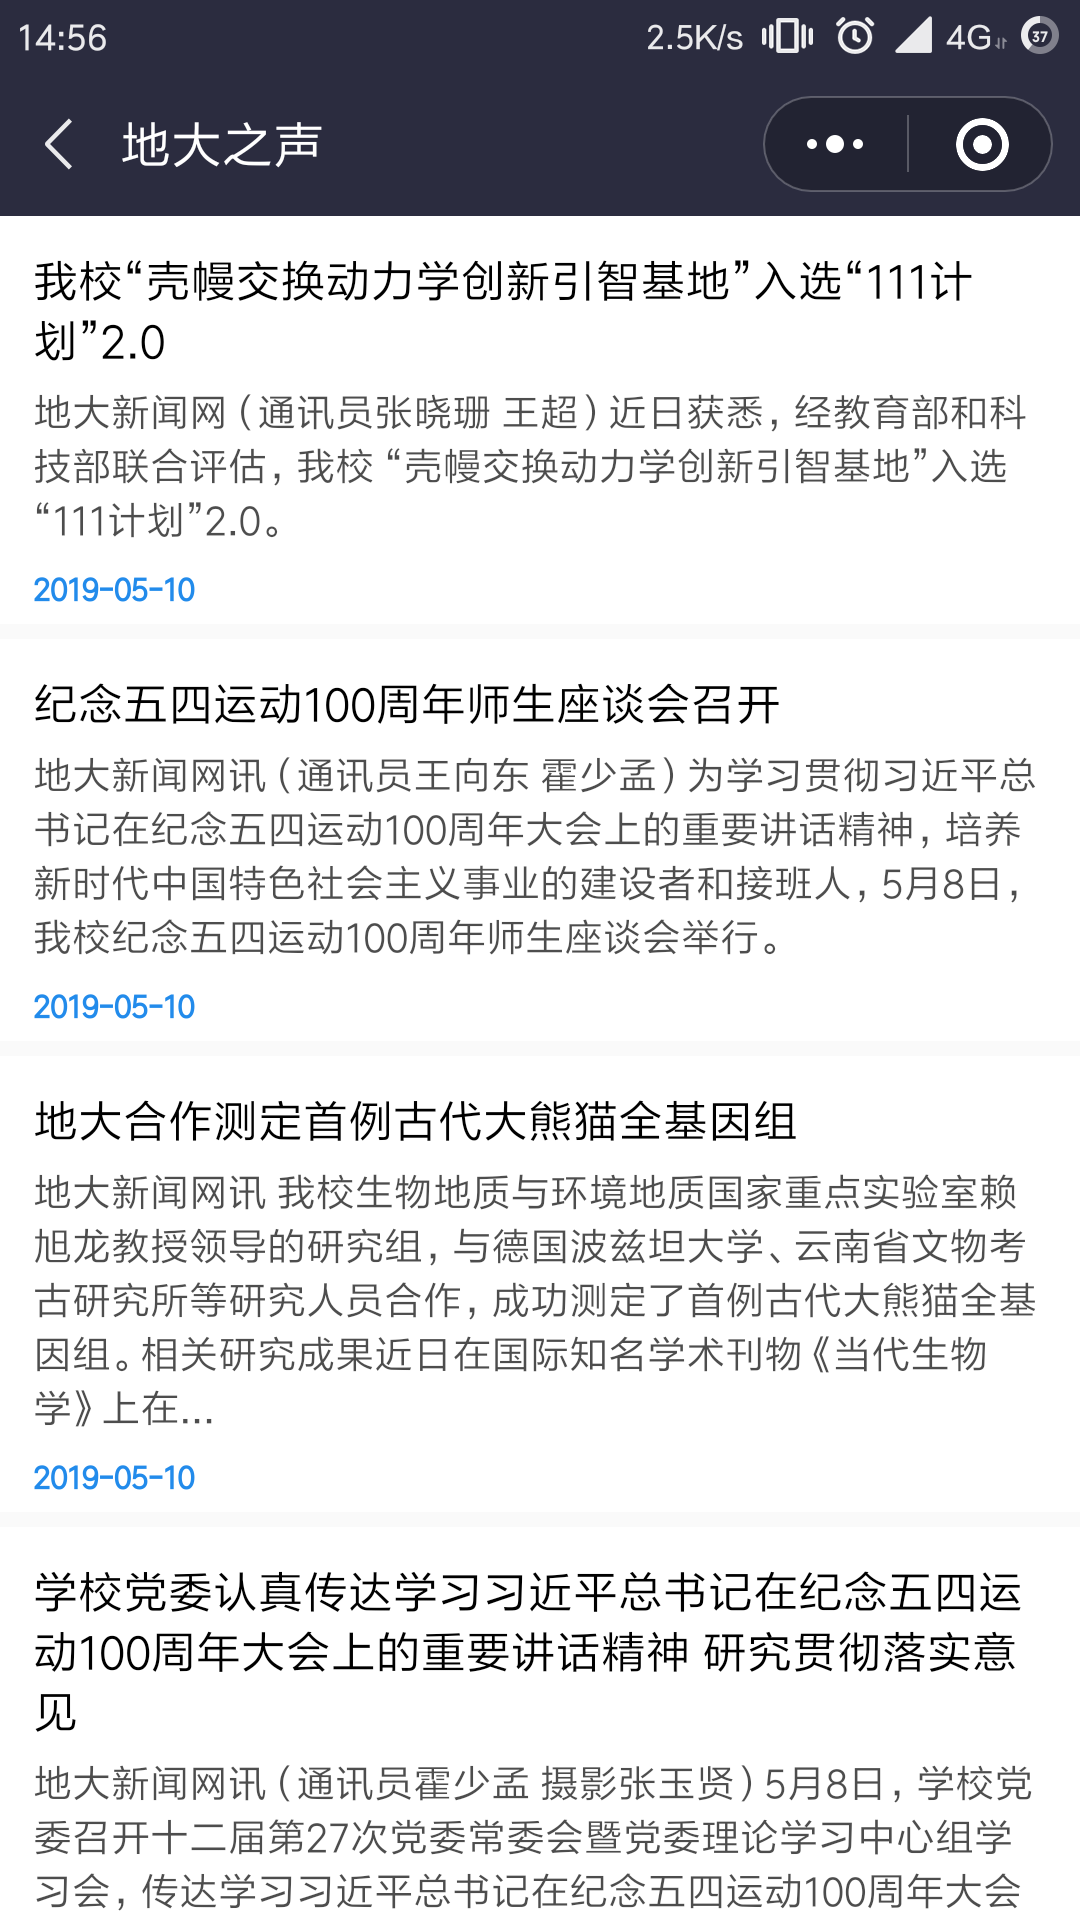 14:56 2.5K/s 4G 37
地大之声
我校“壳幔交换动力学创新引智基地”入选“111计
划”2.0
地大新闻网（通讯员张晓珊 王超）近日获悉，经教育部和科
技部联合评估，我校 “壳幔交换动力学创新引智基地”入选
“111计划”2.0。
2019-05-10
纪念五四运动100周年师生座谈会召开
地大新闻网讯（通讯员王向东 霍少孟）为学习贯彻习近平总
书记在纪念五四运动100周年大会上的重要讲话精神，培养
新时代中国特色社会主义事业的建设者和接班人，5月8日，
我校纪念五四运动100周年师生座谈会举行。
2019-05-10
地大合作测定首例古代大熊猫全基因组
地大新闻网讯 我校生物地质与环境地质国家重点实验室赖
旭龙教授领导的研究组，与德国波兹坦大学、云南省文物考
古研究所等研究人员合作，成功测定了首例古代大熊猫全基
因组。相关研究成果近日在国际知名学术刊物《当代生物
学》上在...
2019-05-10
学校党委认真传达学习习近平总书记在纪念五四运
动100周年大会上的重要讲话精神 研究贯彻落实意
见
地大新闻网讯（通讯员霍少孟 摄影张玉贤）5月8日，学校党
委召开十二届第27次党委常委会暨党委理论学习中心组学
习会，传达学习习近平总书记在纪念五四运动100周年大会